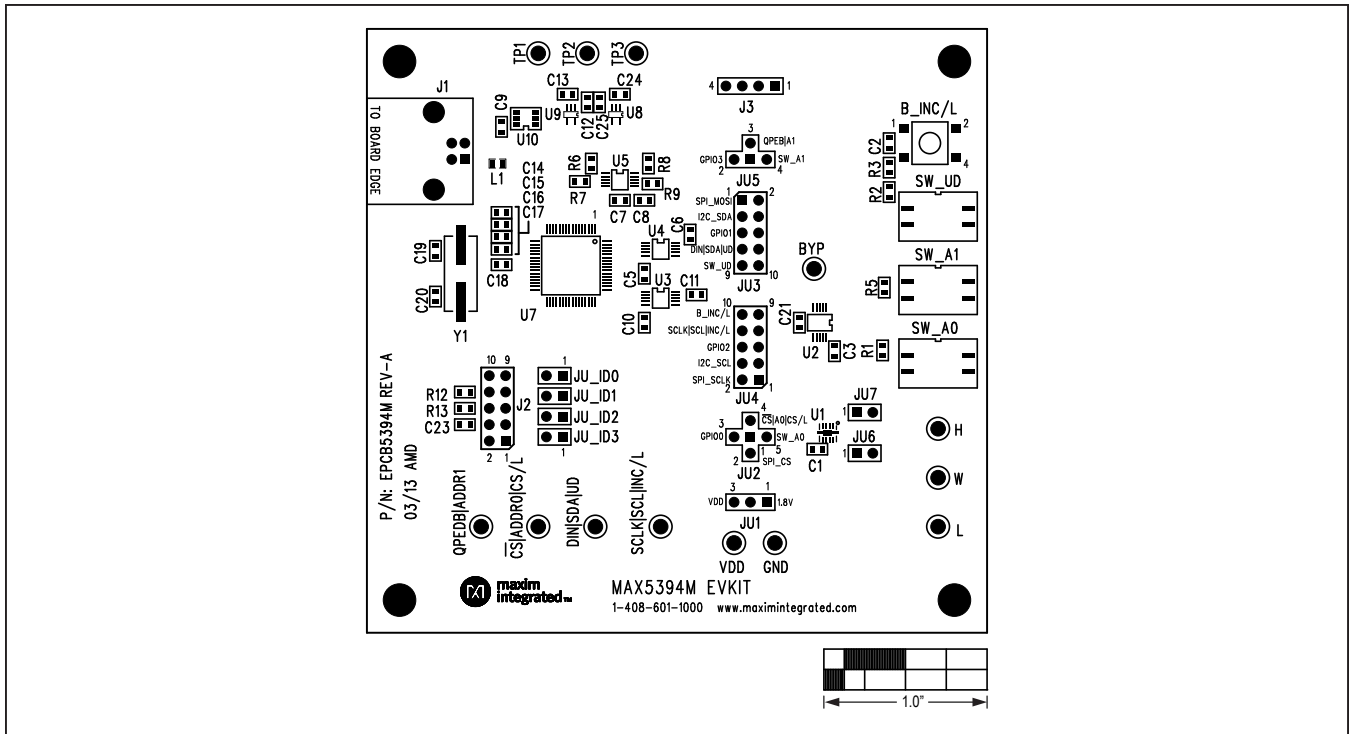 TP1
TP2
TP3
J1
TO BOARD EDGE
C9
U10
C13
C24
U9
C12
C25
U8
4
1
J3
B_INC/L
1
2
4
C2
R3
R2
3
QPEB|A1
GPIO3
SW_A1
2
4
JU5
L1
C14
C15
C16
C17
R6
U5
R8
R7
R9
C7
C8
1
SPI_MOSI
1
2
I2C_SDA
GPIO1
DIN|SDA|UD
SW_UD
9
10
JU3
SW_UD
C19
C20
Y1
C18
U7
U4
C6
C5
U3
C11
C10
BYP
SW_A1
R5
10
9
B_INC/L
SCLK|SCL|INC/L
GPIO2
I2C_SCL
SPI_SCLK
2
1
JU4
C21
U2
C3
R1
SW_A0
P/N: EPCB5394M REV-A
03/13 AMD
R12
R13
C23
10
9
J2
2
1
1
JU_ID0
JU_ID1
JU_ID2
JU_ID3
1
4
CS|A0|CS/L
3
GPIO0
SW_A0
5
2
1
SPI_CS
JU2
U1
C1
JU7
1
JU6
1
H
W
L
3
1
VDD
1.8V
JU1
QPEDB|ADDR1
CS|ADDR0|CS/L
DIN|SDA|UD
SCLK|SCL|INC/L
VDD
GND
maxim
integrated™
MAX5394M EVKIT
1-408-601-1000 www.maximintegrated.com
1.0"